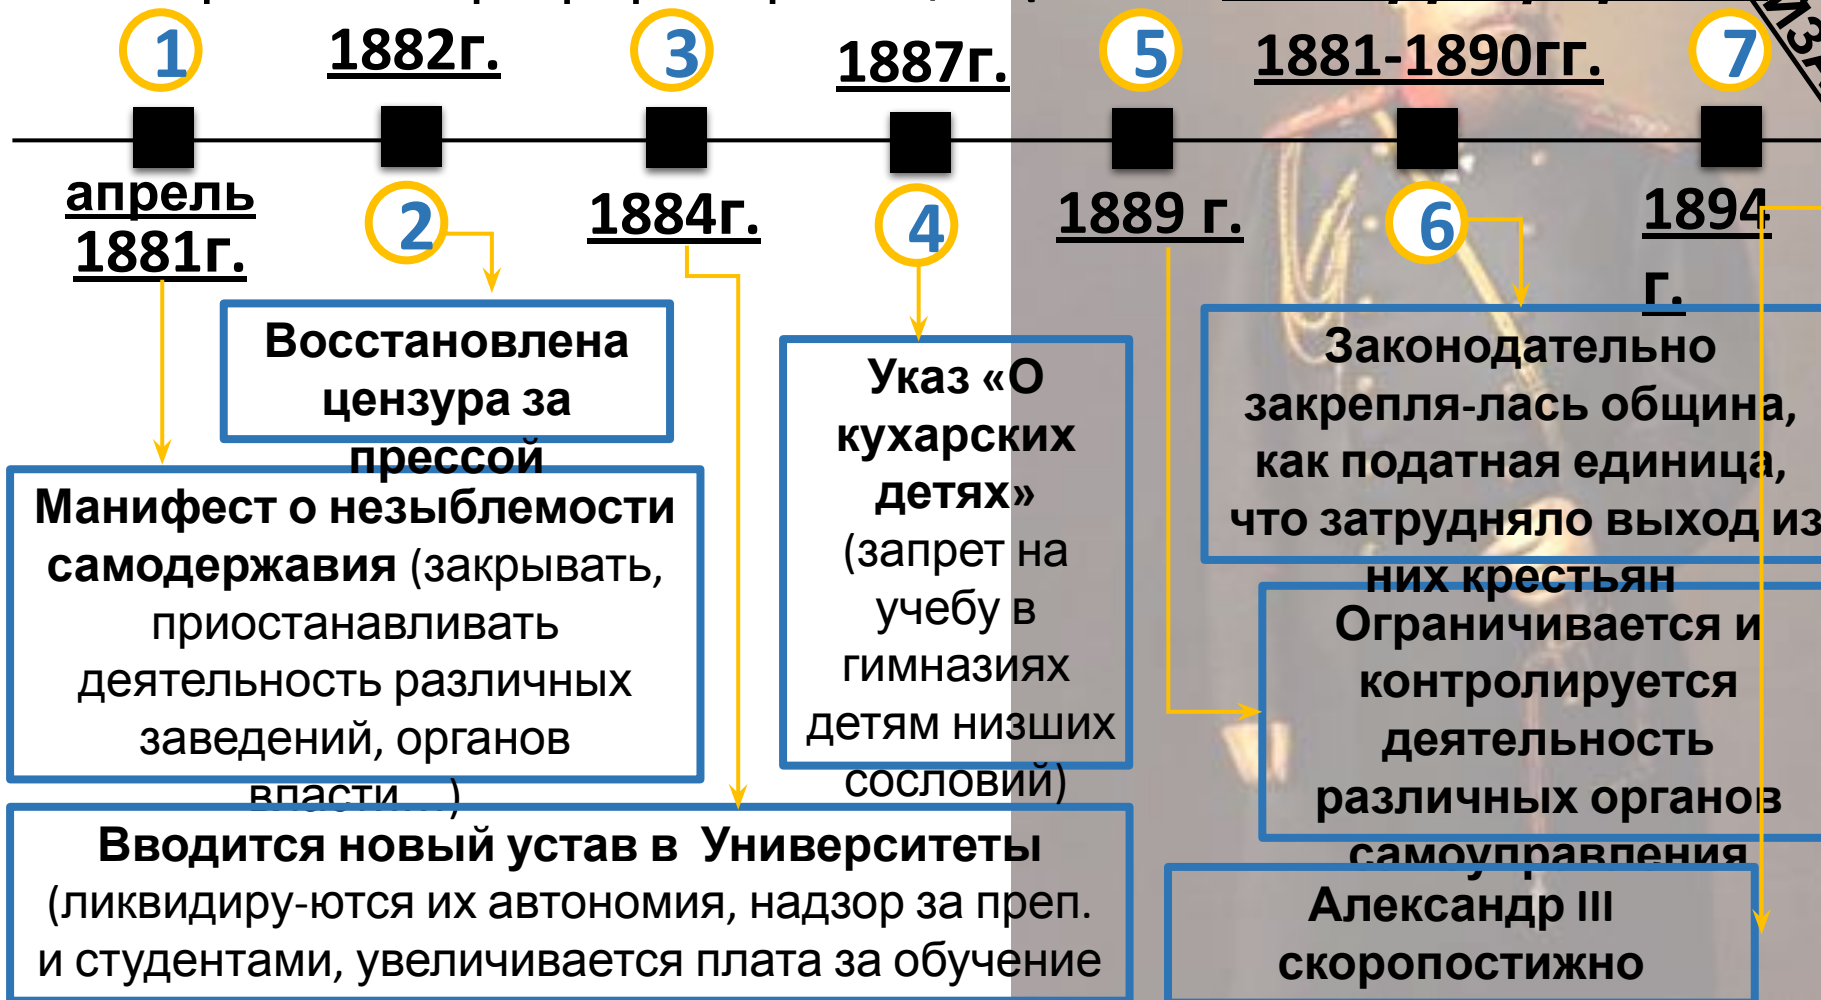 1
1882г.
3
1887г.
5
1881-1890гг.
7
апрель
1881г.
2
1884г.
4
1889 г.
6
1894
г.
Восстановлена
цензура за
прессой
Манифест о незыблемости
самодержавия (закрывать,
приостанавливать
деятельность различных
заведений, органов
власти...)
Вводится новый устав в Университеты
(ликвидиру-ются их автономия, надзор за преп.
и студентами, увеличивается плата за обучение
Указ «О
кухарских
детях»
(запрет на
учебу в
гимназиях
детям низших
сословий)
Законодательно
закрепля-лась община,
как податная единица,
что затрудняло выход из
них крестьян
Ограничивается и
контролируется
деятельность
различных органов
самоуправления
Александр III
скоропостижно